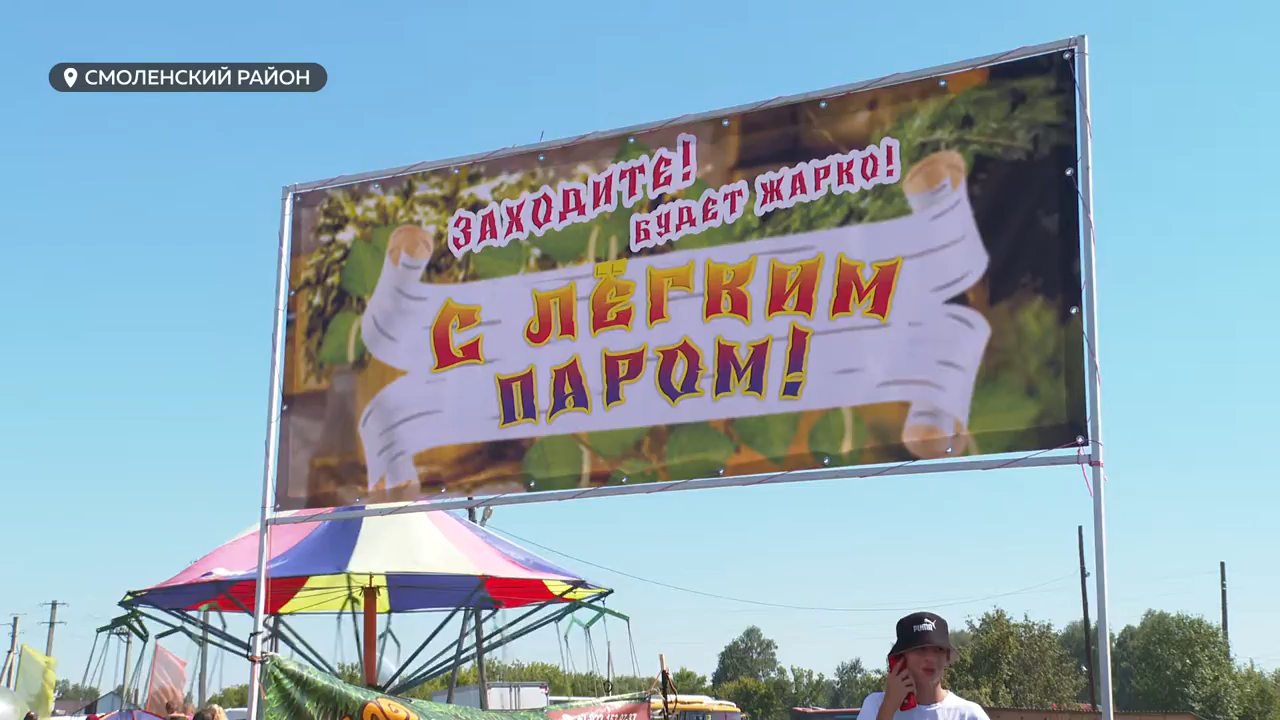 СМОЛЕНСКИЙ РАЙОН
ЗАХОДИТЕ!
БУДЕТ ЖАРКО!
С ЛЁГКИМ
ПАРОМ!
PUMA